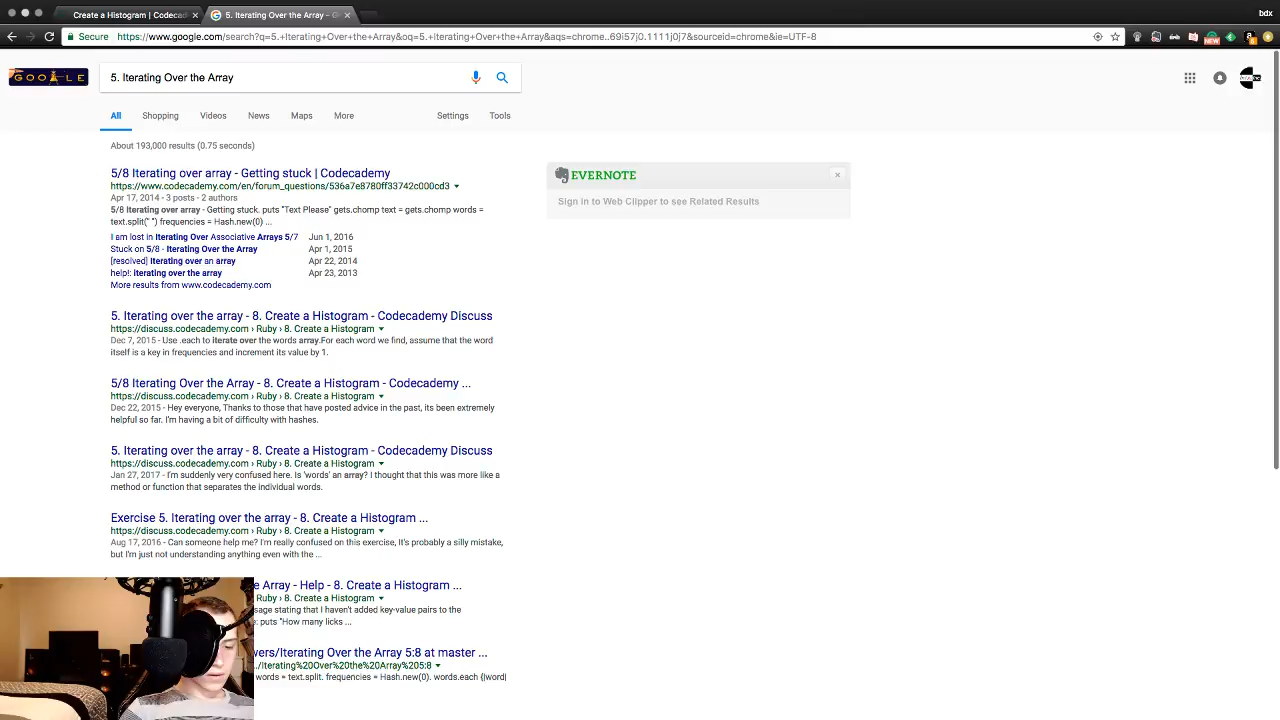 Create a Histogram | Codecad
5. Iterating Over the Array - G
bdx
Secure https://www.google.com/search?q=5.+Iterating+Over+the+Array&oq=5.+Iterating+Over+the+Array&aqs=chrome..69i57j0.1111j0j7&sourceid=chrome&ie=UTF-8
GOOGLE
5. Iterating Over the Array
All Shopping Videos News Maps More Settings Tools
About 193,000 results (0.75 seconds)
5/8 Iterating over array - Getting stuck | Codecademy
https://www.codecademy.com/en/forum_questions/536a7e8780ff33742c000cd3
Apr 17, 2014 - 3 posts - 2 authors
5/8 Iterating over array - Getting stuck. puts "Text Please" gets.chomp text = gets.chomp words =
text.split(" ") frequencies = Hash.new(0) ...
I am lost in Iterating Over Associative Arrays 5/7 Jun 1, 2016
Stuck on 5/8 - Iterating Over the Array Apr 1, 2015
[resolved] Iterating over an array Apr 22, 2014
help!: iterating over the array Apr 23, 2013
More results from www.codecademy.com
5. Iterating over the array - 8. Create a Histogram - Codecademy Discuss
https://discuss.codecademy.com › Ruby › 8. Create a Histogram
Dec 7, 2015 - Use .each to iterate over the words array.For each word we find, assume that the word
itself is a key in frequencies and increment its value by 1.
5/8 Iterating Over the Array - 8. Create a Histogram - Codecademy ...
https://discuss.codecademy.com › Ruby › 8. Create a Histogram
Dec 22, 2015 - Hey everyone, Thanks to those that have posted advice in the past, its been extremely
helpful so far. I'm having a bit of difficulty with hashes.
5. Iterating over the array - 8. Create a Histogram - Codecademy Discuss
https://discuss.codecademy.com › Ruby › 8. Create a Histogram
Jan 27, 2017 - I'm suddenly very confused here. Is 'words' an array? I thought that this was more like a
method or function that separates the individual words.
Exercise 5. Iterating over the array - 8. Create a Histogram ...
https://discuss.codecademy.com › Ruby › 8. Create a Histogram
Aug 17, 2016 - Can someone help me? I'm really confused on this exercise, It's probably a silly mistake,
but I'm just not understanding anything even with the ...
e Array - Help - 8. Create a Histogram ...
Ruby › 8. Create a Histogram
sage stating that I haven't added key-value pairs to the
e: puts "How many licks ...
wers/Iterating Over the Array 5:8 at master ...
../Iterating%20Over%20the%20Array%205:8
words = text.split. frequencies = Hash.new(0). words.each {|word|
EVERNOTE
Sign in to Web Clipper to see Related Results